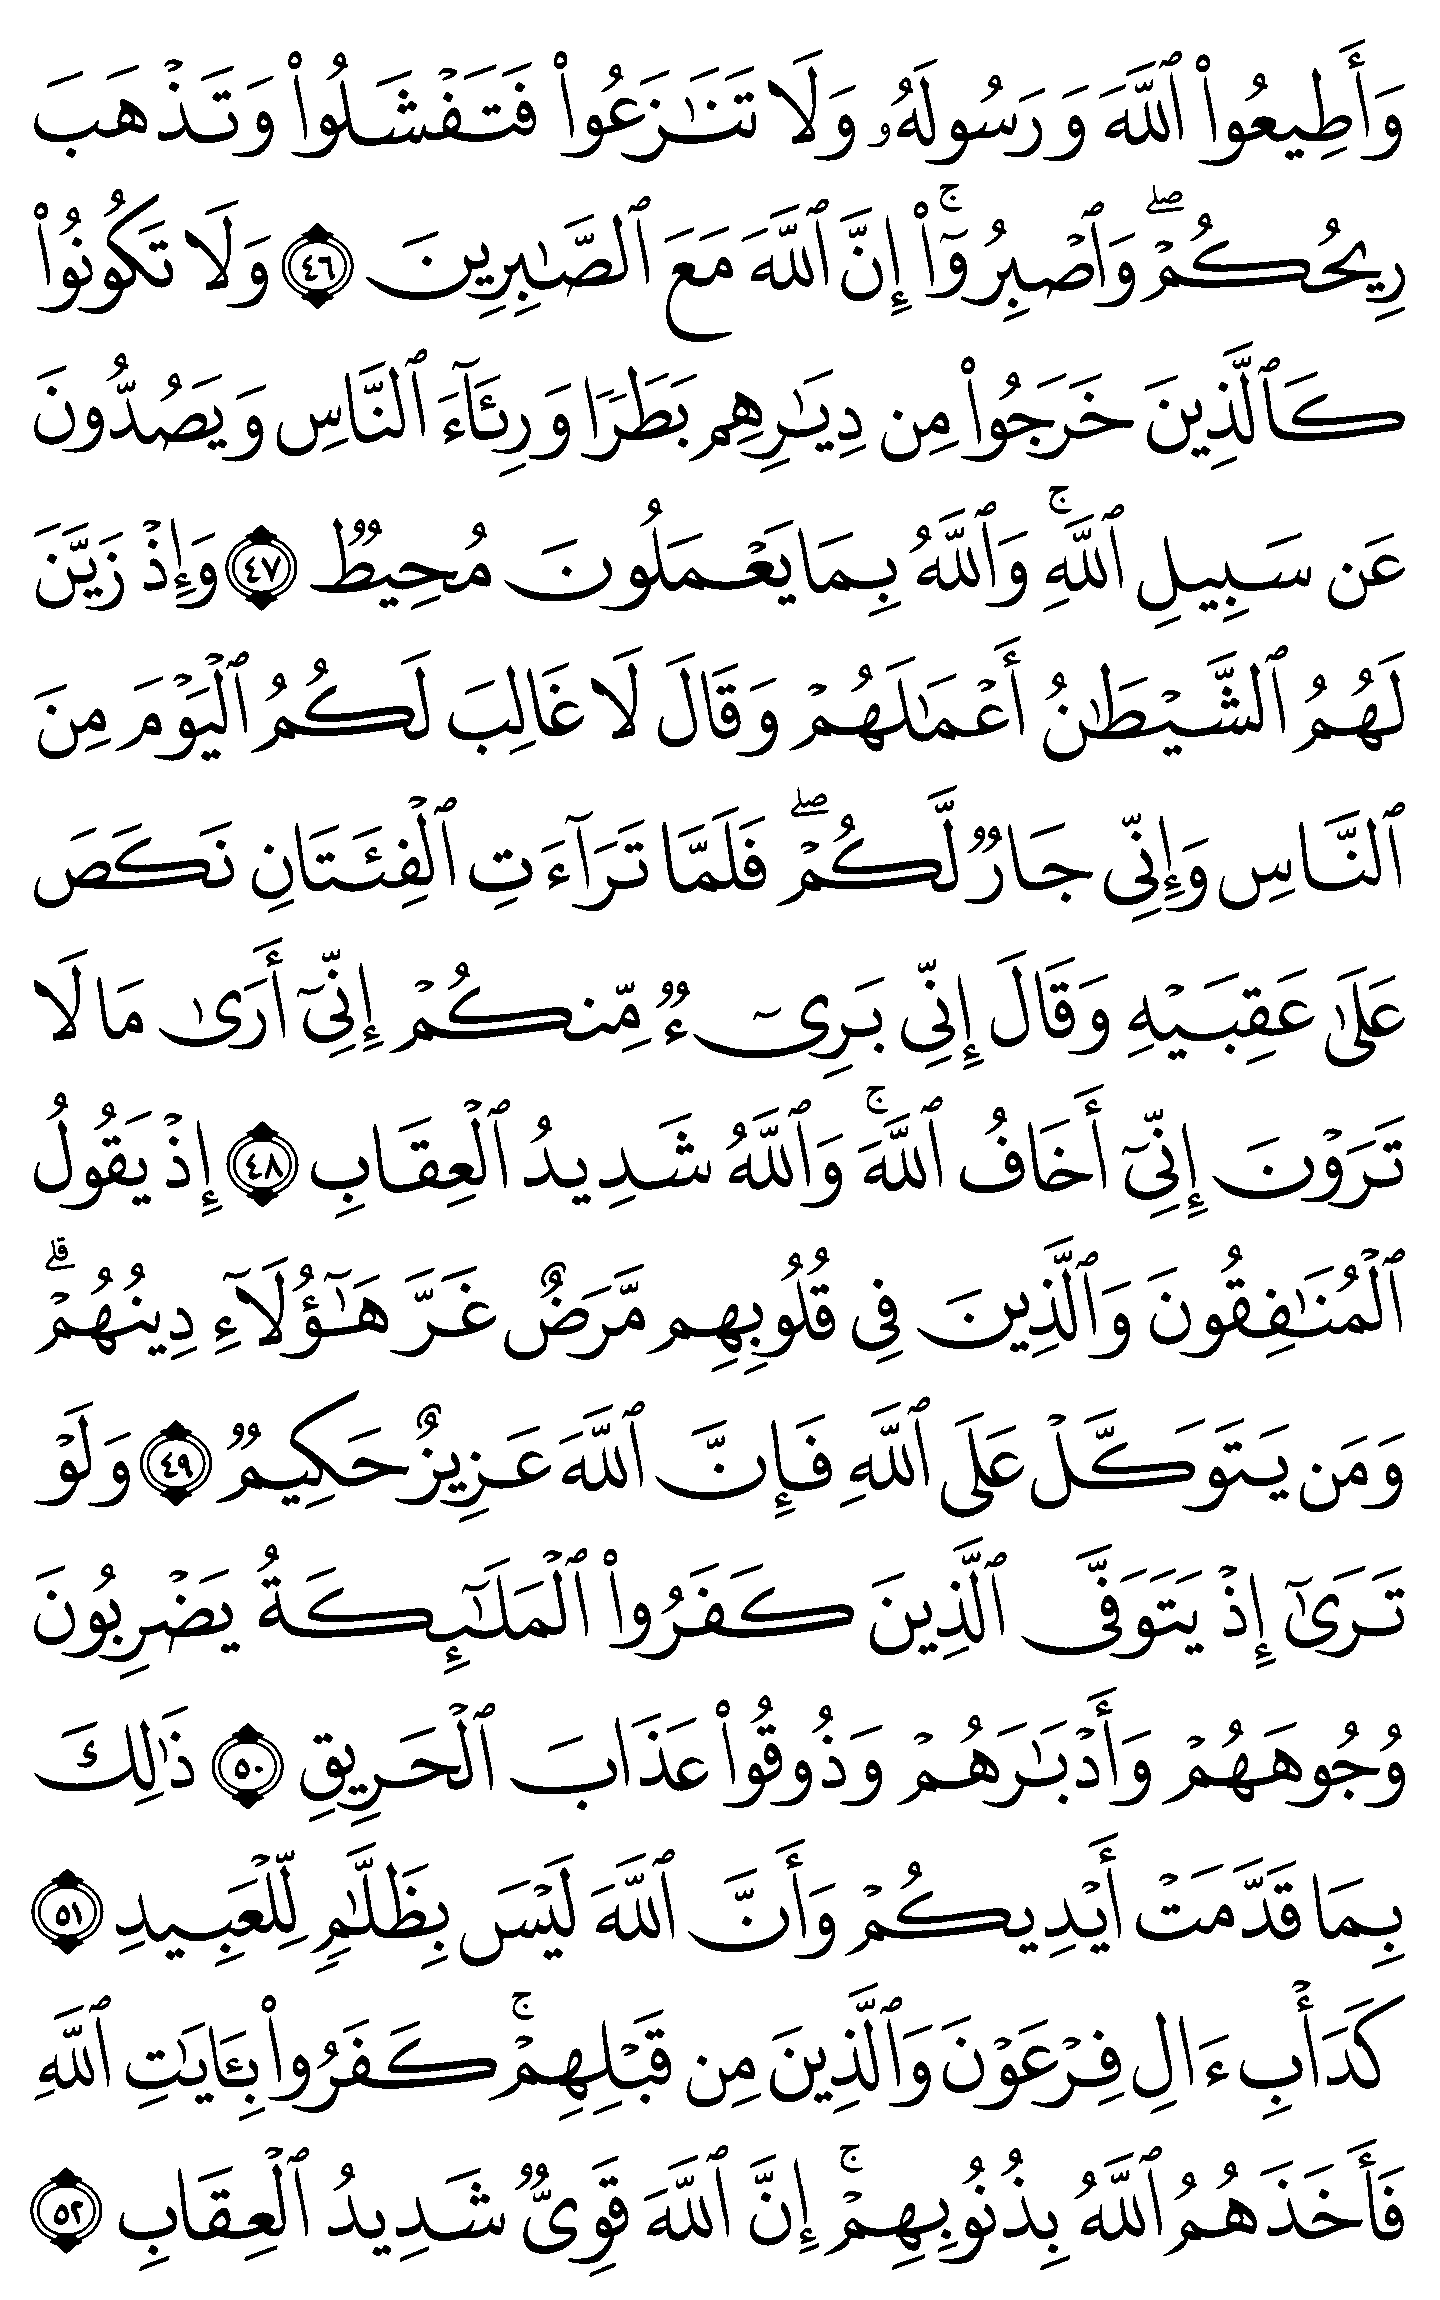 وَأَطِيعُوا۟ ٱللَّهَ وَرَسُولَهُۥ وَلَا تَنَٰزَعُوا۟ فَتَفْشَلُوا۟ وَتَذْهَبَ
رِيحُكُمْ ۖ وَٱصْبِرُوٓا۟ ۚ إِنَّ ٱللَّهَ مَعَ ٱلصَّٰبِرِينَ ٤٦ وَلَا تَكُونُوا۟
كَٱلَّذِينَ خَرَجُوا۟ مِن دِيَٰرِهِم بَطَرًا وَرِئَآءَ ٱلنَّاسِ وَيَصُدُّونَ
عَن سَبِيلِ ٱللَّهِ ۚ وَٱللَّهُ بِمَا يَعْمَلُونَ مُحِيطٌ ٤٧ وَإِذْ زَيَّنَ
لَهُمُ ٱلشَّيْطَٰنُ أَعْمَٰلَهُمْ وَقَالَ لَا غَالِبَ لَكُمُ ٱلْيَوْمَ مِنَ
ٱلنَّاسِ وَإِنِّى جَارٌ لَّكُمْ ۖ فَلَمَّا تَرَآءَتِ ٱلْفِئَتَانِ نَكَصَ
عَلَىٰ عَقِبَيْهِ وَقَالَ إِنِّى بَرِىٓءٌ مِّنكُمْ إِنِّىٓ أَرَىٰ مَا لَا
تَرَوْنَ إِنِّىٓ أَخَافُ ٱللَّهَ ۚ وَٱللَّهُ شَدِيدُ ٱلْعِقَابِ ٤٨ إِذْ يَقُولُ
ٱلْمُنَٰفِقُونَ وَٱلَّذِينَ فِى قُلُوبِهِم مَّرَضٌ غَرَّ هَٰٓؤُلَآءِ دِينُهُمْ ۗ
وَمَن يَتَوَكَّلْ عَلَى ٱللَّهِ فَإِنَّ ٱللَّهَ عَزِيزٌ حَكِيمٌ ٤٩ وَلَوْ
تَرَىٰٓ إِذْ يَتَوَفَّى ٱلَّذِينَ كَفَرُوا۟ ٱلْمَلَٰٓئِكَةُ يَضْرِبُونَ
وُجُوهَهُمْ وَأَدْبَٰرَهُمْ وَذُوقُوا۟ عَذَابَ ٱلْحَرِيقِ ٥٠ ذَٰلِكَ
بِمَا قَدَّمَتْ أَيْدِيكُمْ وَأَنَّ ٱللَّهَ لَيْسَ بِظَلَّٰمٍ لِّلْعَبِيدِ ٥١
كَدَأْبِ ءَالِ فِرْعَوْنَ وَٱلَّذِينَ مِن قَبْلِهِمْ ۚ كَفَرُوا۟ بِـَٔايَٰتِ ٱللَّهِ
فَأَخَذَهُمُ ٱللَّهُ بِذُنُوبِهِمْ ۚ إِنَّ ٱللَّهَ قَوِىٌّ شَدِيدُ ٱلْعِقَابِ ٥٢